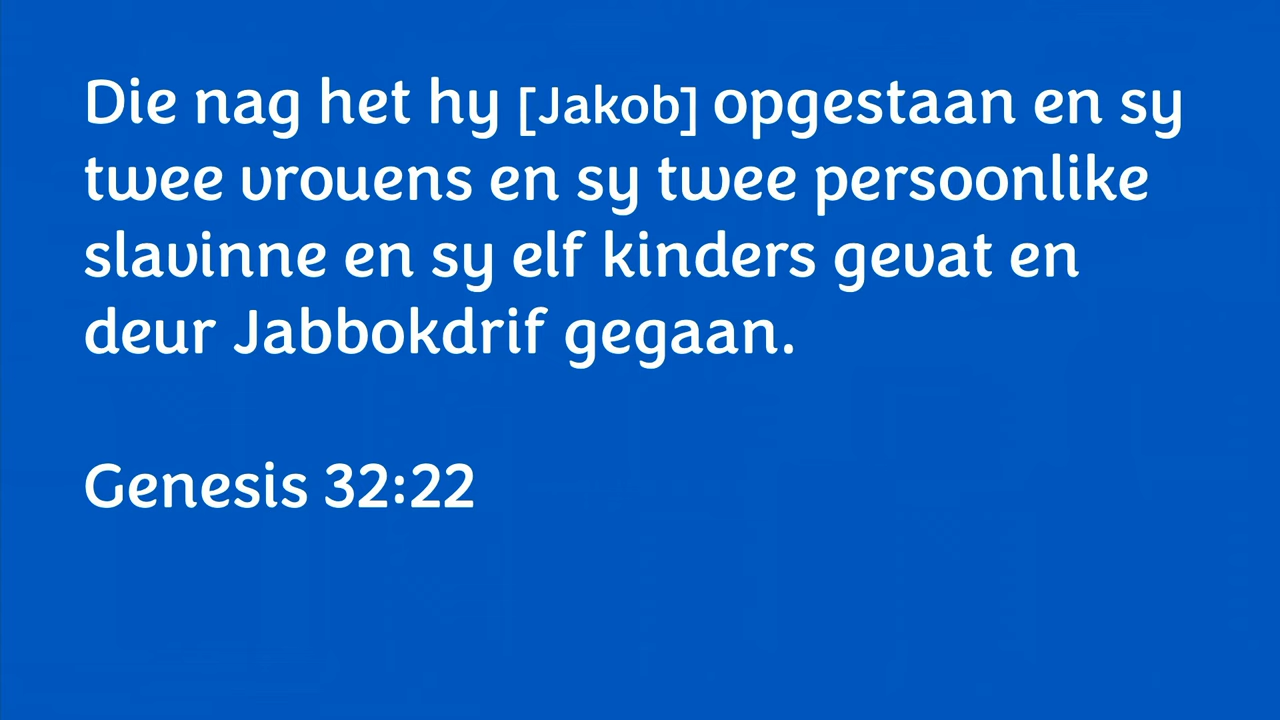 Die nag het hy [Jakob] opgestaan en sy
twee vrouens en sy twee persoonlike
slavinne en sy elf kinders gevat en
deur Jabbokdrif gegaan.
Genesis 32:22